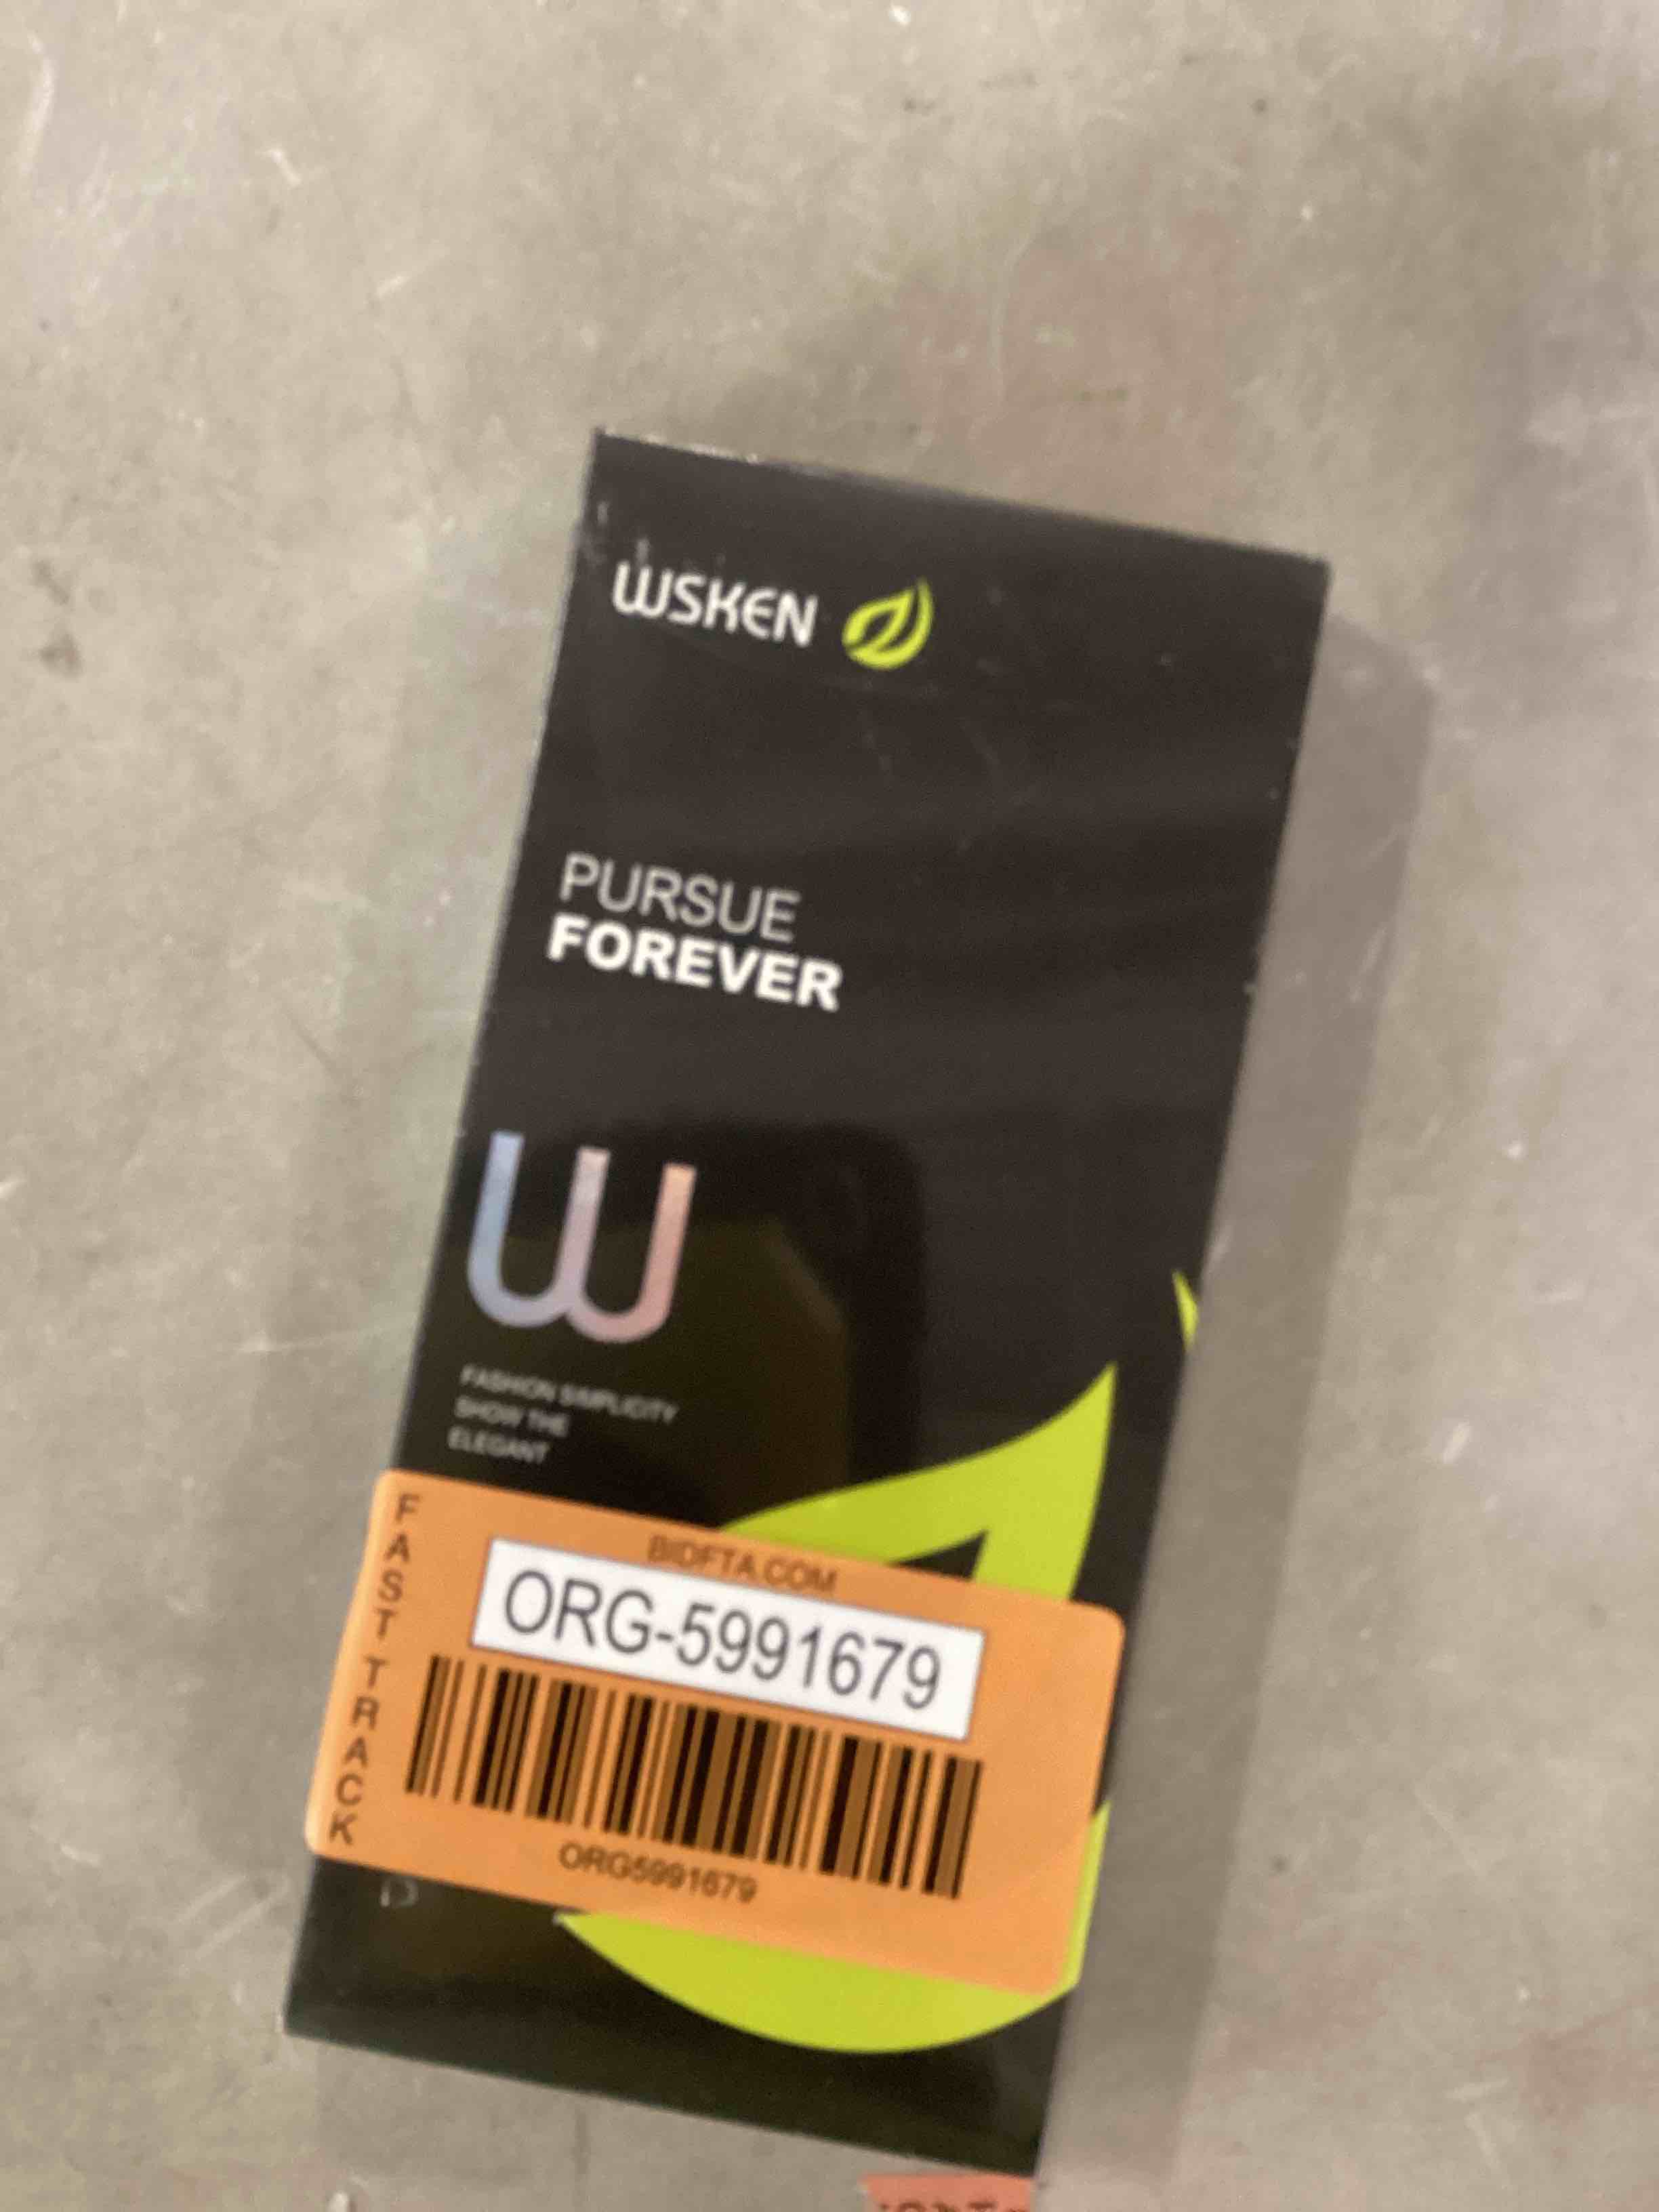 WSKEN
PURSUE
FOREVER
W
FASHION SIMPLICITY
SHOW THE
ELEGANT
FAST TRACK
BIDFTA.COM
ORG-5991679
ORG5991679